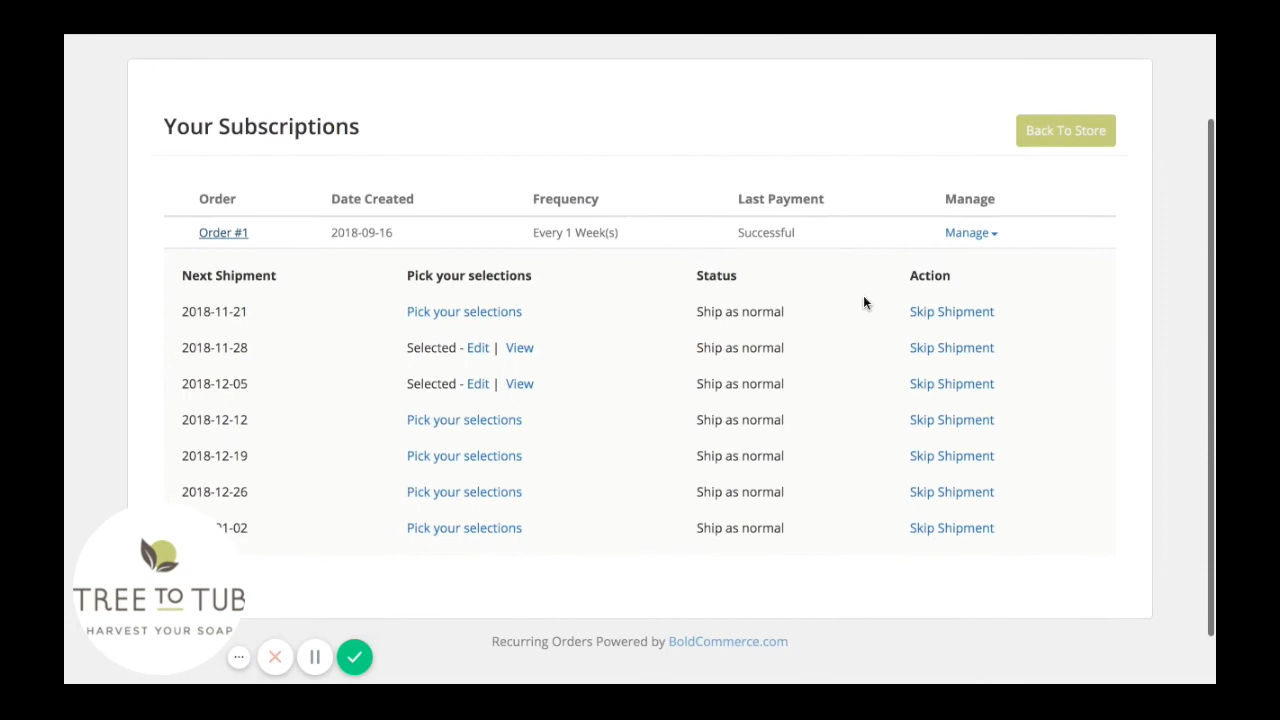 Your Subscriptions
Back To Store
Order Date Created Frequency Last Payment Manage
Order #1 2018-09-16 Every 1 Week(s) Successful Manage
Next Shipment Pick your selections Status Action
2018-11-21 Pick your selections Ship as normal Skip Shipment
2018-11-28 Selected - Edit | View Ship as normal Skip Shipment
2018-12-05 Selected - Edit | View Ship as normal Skip Shipment
2018-12-12 Pick your selections Ship as normal Skip Shipment
2018-12-19 Pick your selections Ship as normal Skip Shipment
2018-12-26 Pick your selections Ship as normal Skip Shipment
1-02 Pick your selections Ship as normal Skip Shipment
TREE TO TUB
HARVEST YOUR SOAP
Recurring Orders Powered by BoldCommerce.com